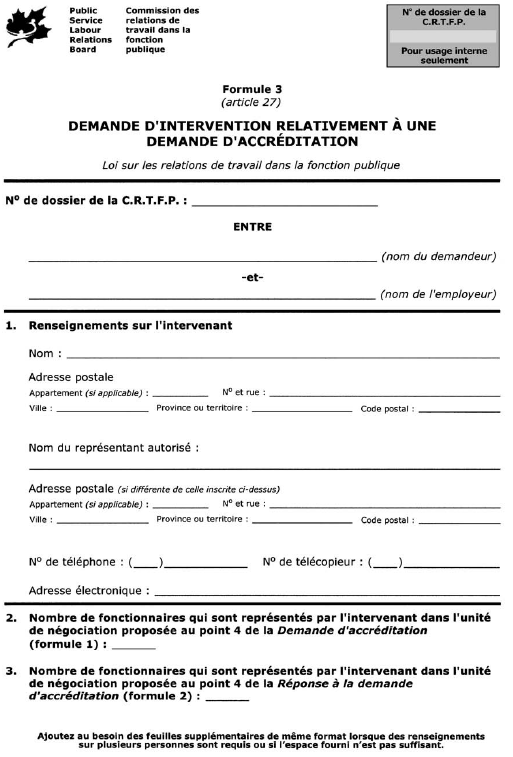 Public Service Labour Relations Board
Commission des relations de travail dans la fonction publique
N° de dossier de la
C.R.T.F.P.
Pour usage interne
seulement
Formule 3
(article 27)
DEMANDE D'INTERVENTION RELATIVEMENT À UNE
DEMANDE D'ACCRÉDITATION
Loi sur les relations de travail dans la fonction publique
N° de dossier de la C.R.T.F.P. : ____________________
ENTRE
____________________ (nom du demandeur)
-et-
____________________ (nom de l'employeur)
1. Renseignements sur l'intervenant
Nom : ____________________
Adresse postale
Appartement (si applicable) : __________ N° et rue : ____________________
Ville : __________ Province ou territoire : __________ Code postal : __________
Nom du représentant autorisé :
____________________
Adresse postale (si différente de celle inscrite ci-dessus)
Appartement (si applicable) : __________ N° et rue : ____________________
Ville : __________ Province ou territoire : __________ Code postal : __________
N° de téléphone : (___)__________ N° de télécopieur : (___)__________
Adresse électronique : ____________________
2. Nombre de fonctionnaires qui sont représentés par l'intervenant dans l'unité
de négociation proposée au point 4 de la Demande d'accréditation
(formule 1) : ______
3. Nombre de fonctionnaires qui sont représentés par l'intervenant dans l'unité
de négociation proposée au point 4 de la Réponse à la demande
d'accréditation (formule 2) : ______
Ajoutez au besoin des feuilles supplémentaires de même format lorsque des renseignements
sur plusieurs personnes sont requis ou si l'espace fourni n'est pas suffisant.